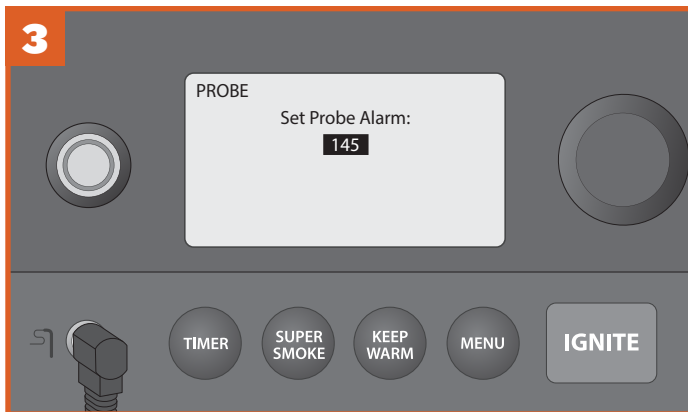 3
PROBE
Set Probe Alarm:
145
TIMER
SUPER
SMOKE
KEEP
WARM
MENU
IGNITE